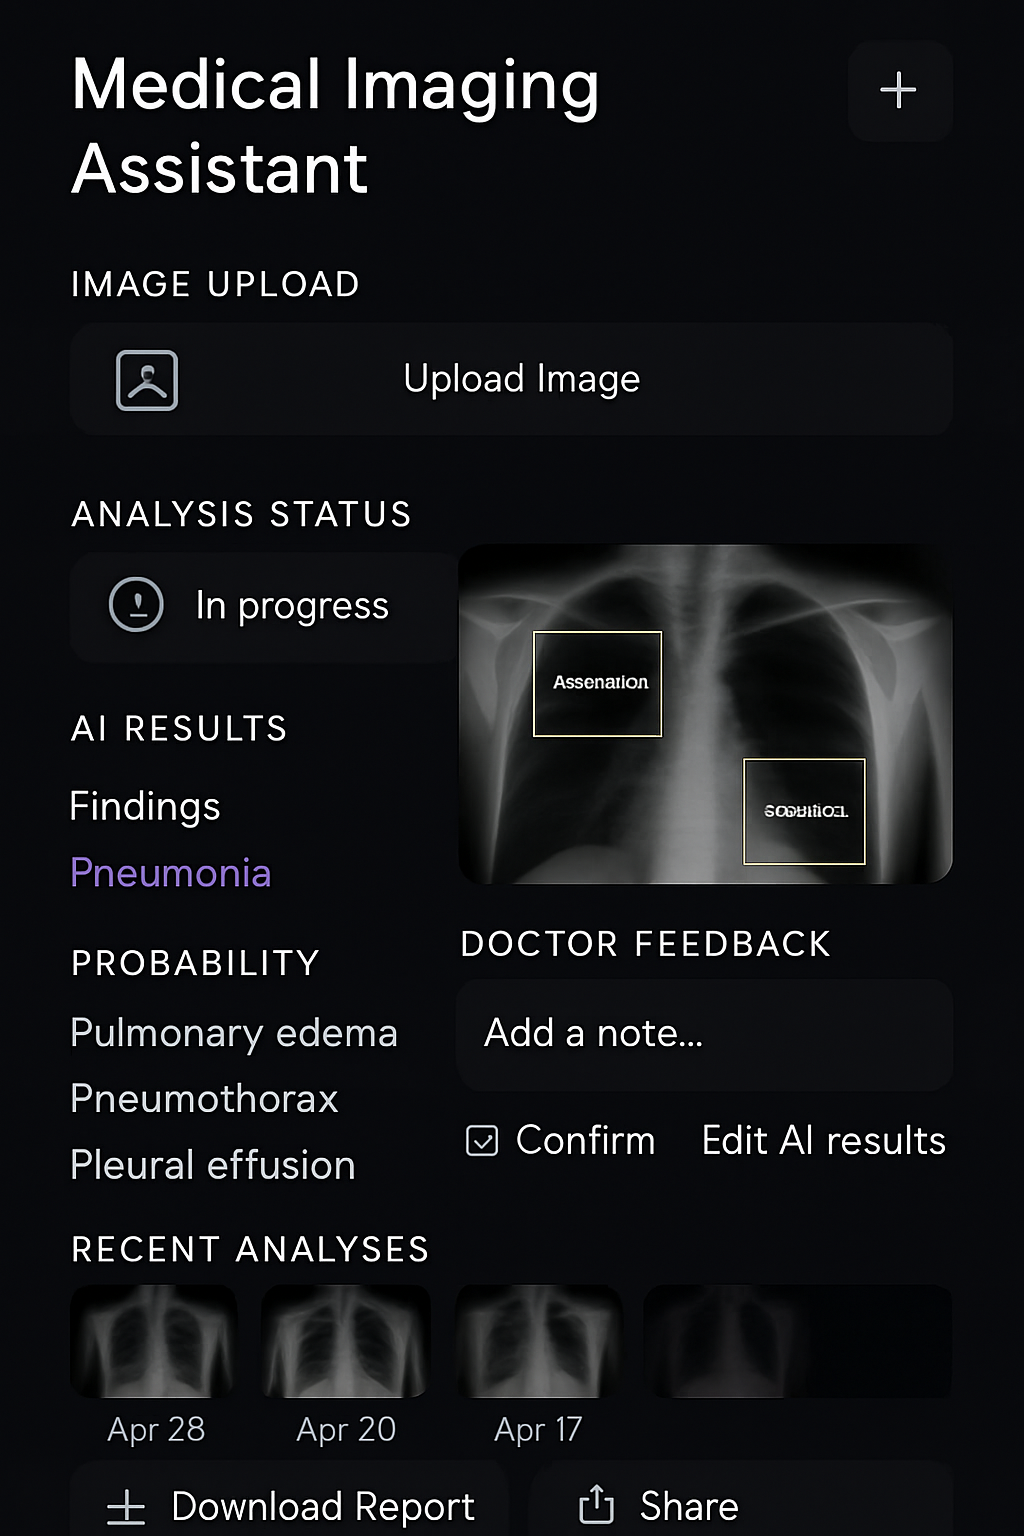 Medical Imaging
Assistant
IMAGE UPLOAD
Upload Image
ANALYSIS STATUS
In progress
Assenation
AI RESULTS
Findings
Pneumonia
PROBABILITY
Pulmonary edema
Pneumothorax
Pleural effusion
DOCTOR FEEDBACK
Add a note...
Confirm
Edit AI results
RECENT ANALYSES
Apr 28
Apr 20
Apr 17
Download Report
Share